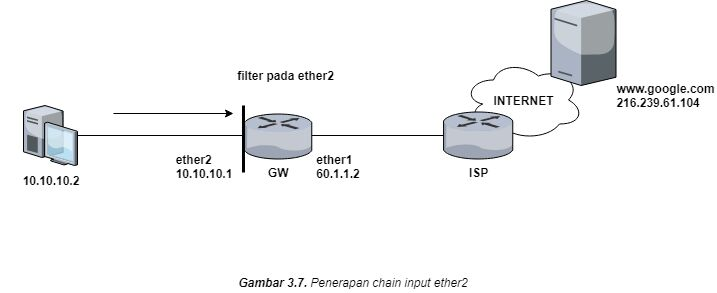 filter pada ether2
www.google.com
216.239.61.104
INTERNET
ether2
10.10.10.1
GW
ether1
60.1.1.2
ISP
10.10.10.2
Gambar 3.7. Penerapan chain input ether2